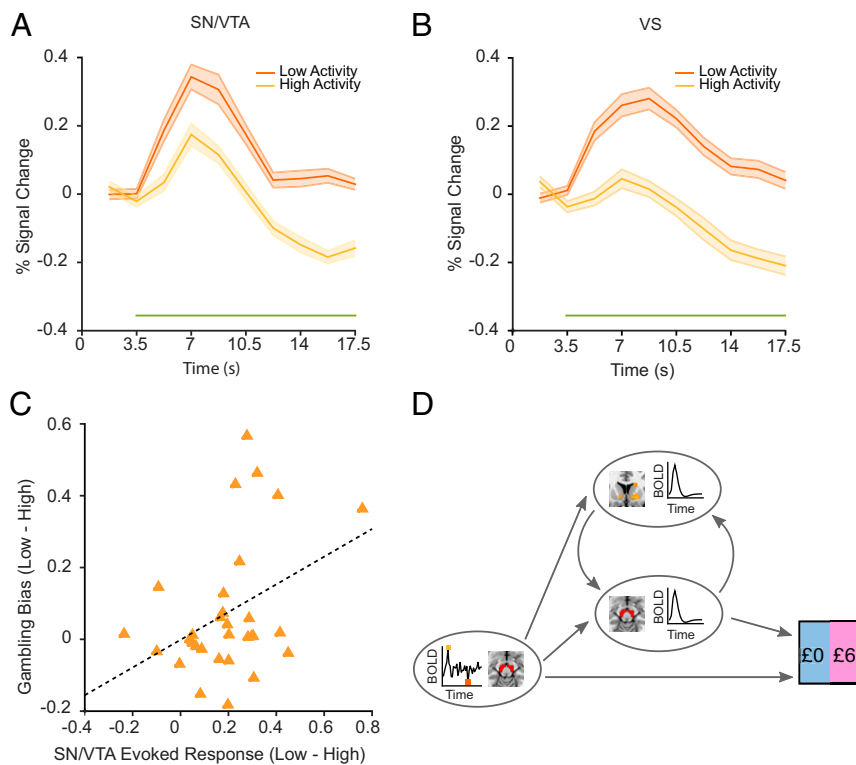 A
SN/VTA
% Signal Change
0.4
0.2
0
-0.2
-0.4
Low Activity
High Activity
0 3.5 7 10.5 14 17.5
Time (s)
B
VS
% Signal Change
0.4
0.2
0
-0.2
-0.4
Low Activity
High Activity
0 3.5 7 10.5 14 17.5
Time (s)
C
Gambling Bias (Low - High)
0.6
0.4
0.2
0
-0.2
-0.4 -0.2 0 0.2 0.4 0.6 0.8
SN/VTA Evoked Response (Low - High)
D
BOLD
Time
BOLD
Time
BOLD
Time
£0 £6